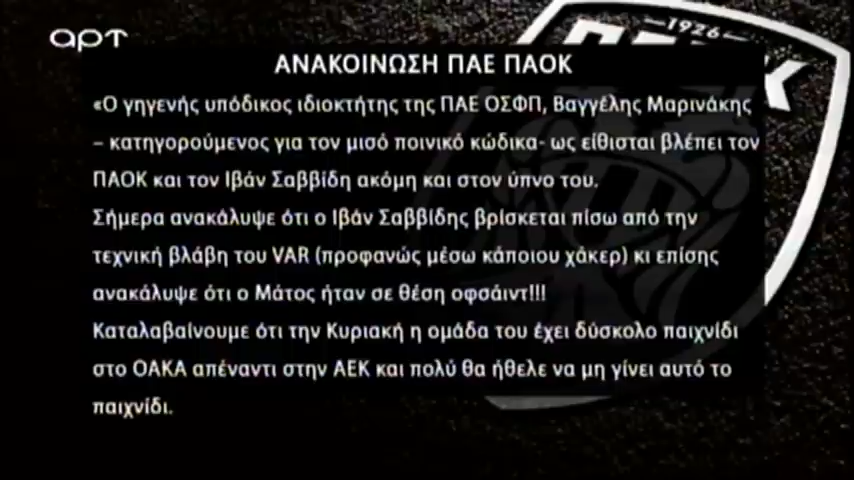 αρτ
1926
ΑΝΑΚΟΙΝΩΣΗ ΠΑΕ ΠΑΟΚ
«Ο γηγενής υπόδικος ιδιοκτήτης της ΠΑΕ ΟΣΦΠ, Βαγγέλης Μαρινάκης
– κατηγορούμενος για τον μισό ποινικό κώδικα- ως είθισται βλέπει τον
ΠΑΟΚ και τον Ιβάν Σαββίδη ακόμη και στον ύπνο του.
Σήμερα ανακάλυψε ότι ο Ιβάν Σαββίδης βρίσκεται πίσω από την
τεχνική βλάβη του VAR (προφανώς μέσω κάποιου χάκερ) κι επίσης
ανακάλυψε ότι ο Μάτος ήταν σε θέση οφσάιντ!!!
Καταλαβαίνουμε ότι την Κυριακή η ομάδα του έχει δύσκολο παιχνίδι
στο ΟΑΚΑ απέναντι στην ΑΕΚ και πολύ θα ήθελε να μη γίνει αυτό το
παιχνίδι.